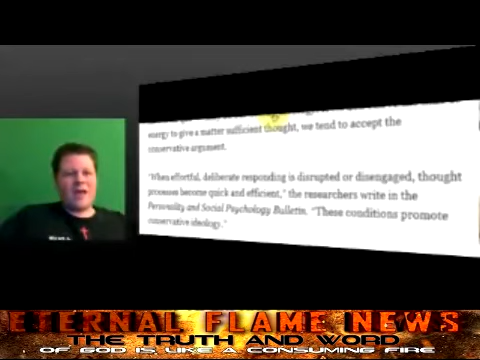 energy to give a matter sufficient thought, we tend to accept the
conservative argument.
"When effortful, deliberate responding is disrupted or disengaged, thought
processes become quick and efficient," the researchers write in the
Personality and Social Psychology Bulletin. "These conditions promote
conservative ideology."
ETERNAL FLAME NEWS
THE TRUTH AND WORD
OF GOD IS LIKE A CONSUMING FIRE